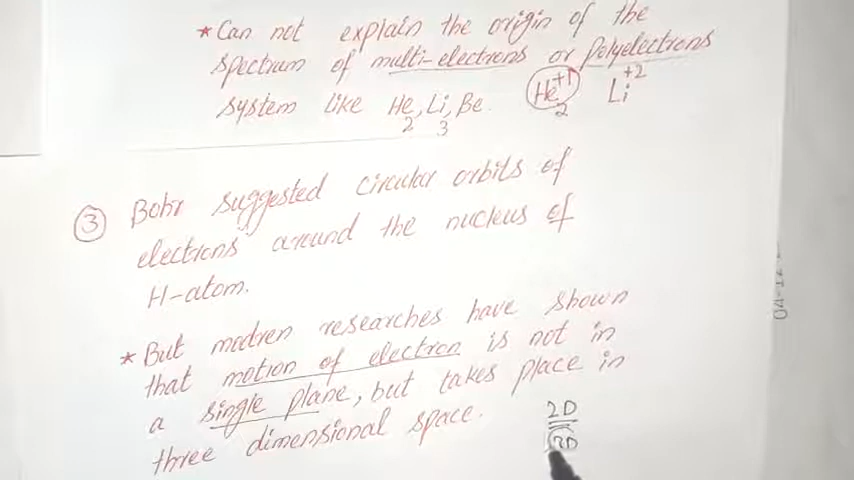 *Can not explain the origin of the
spectrum of multi-electrons or polyelectrons
system like He, Li, Be. He+1 Li+2
2 3 2
③ Bohr suggested circular orbits of
electrons around the nucleus of
H-atom.
*But modren researches have shown
that motion of electron is not in
a single plane, but takes place in
three dimensional space.
2D
3D